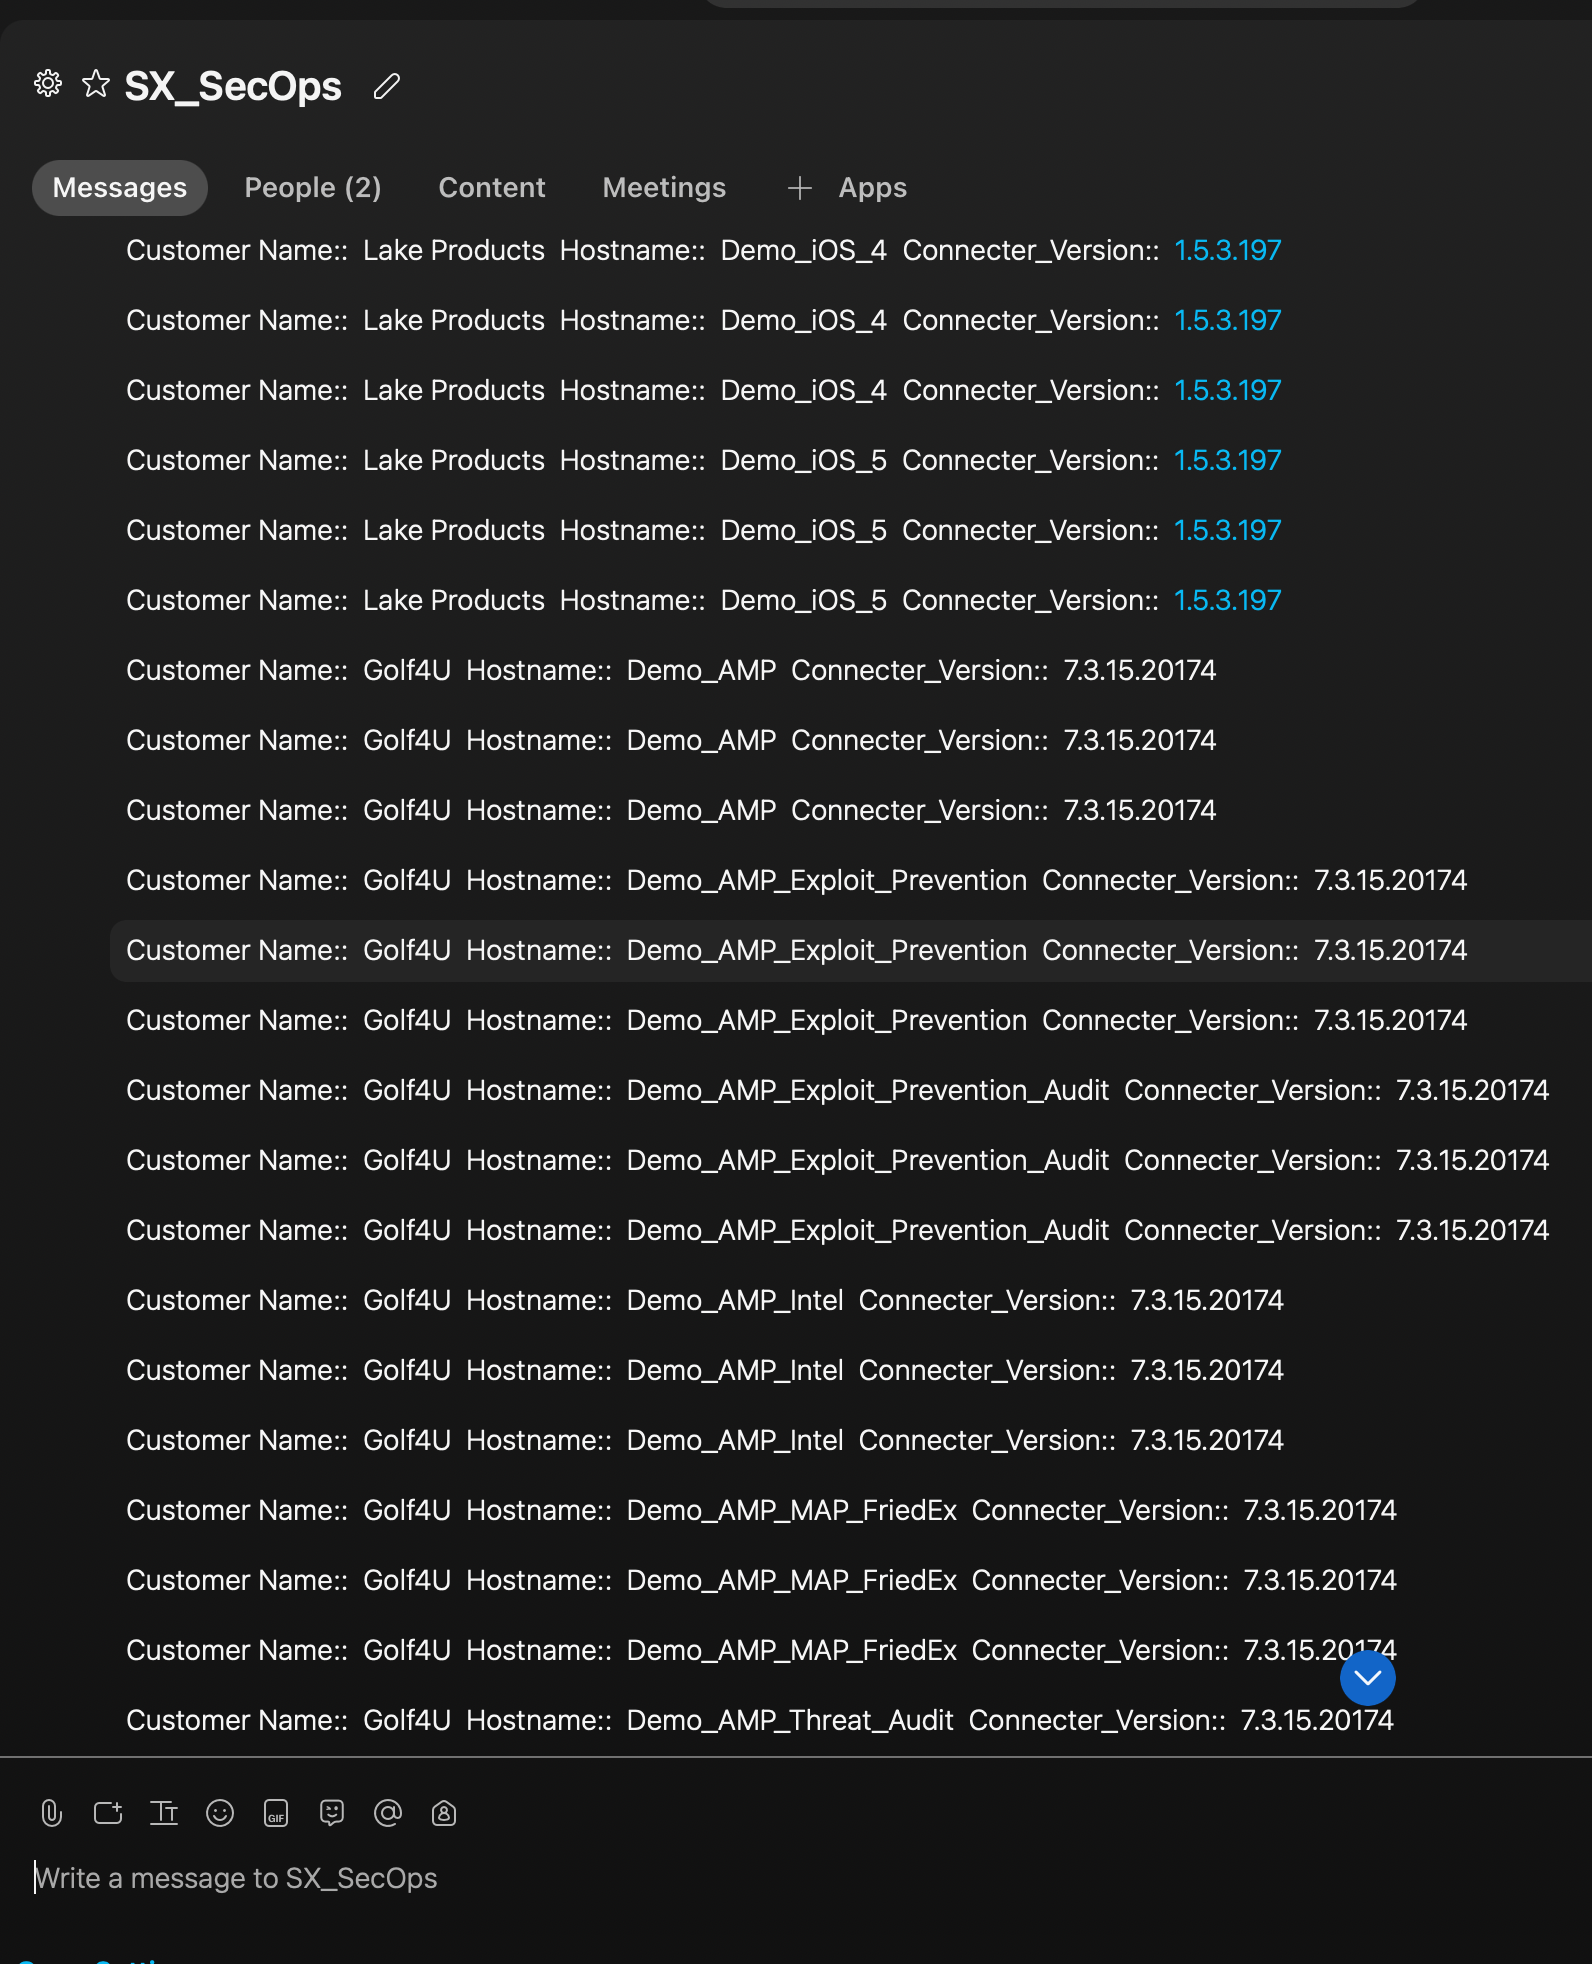 SX_SecOps
Messages People (2) Content Meetings + Apps
Customer Name:: Lake Products Hostname:: Demo_iOS_4 Connecter_Version:: 1.5.3.197
Customer Name:: Lake Products Hostname:: Demo_iOS_4 Connecter_Version:: 1.5.3.197
Customer Name:: Lake Products Hostname:: Demo_iOS_4 Connecter_Version:: 1.5.3.197
Customer Name:: Lake Products Hostname:: Demo_iOS_5 Connecter_Version:: 1.5.3.197
Customer Name:: Lake Products Hostname:: Demo_iOS_5 Connecter_Version:: 1.5.3.197
Customer Name:: Lake Products Hostname:: Demo_iOS_5 Connecter_Version:: 1.5.3.197
Customer Name:: Golf4U Hostname:: Demo_AMP Connecter_Version:: 7.3.15.20174
Customer Name:: Golf4U Hostname:: Demo_AMP Connecter_Version:: 7.3.15.20174
Customer Name:: Golf4U Hostname:: Demo_AMP Connecter_Version:: 7.3.15.20174
Customer Name:: Golf4U Hostname:: Demo_AMP_Exploit_Prevention Connecter_Version:: 7.3.15.20174
Customer Name:: Golf4U Hostname:: Demo_AMP_Exploit_Prevention Connecter_Version:: 7.3.15.20174
Customer Name:: Golf4U Hostname:: Demo_AMP_Exploit_Prevention Connecter_Version:: 7.3.15.20174
Customer Name:: Golf4U Hostname:: Demo_AMP_Exploit_Prevention_Audit Connecter_Version:: 7.3.15.20174
Customer Name:: Golf4U Hostname:: Demo_AMP_Exploit_Prevention_Audit Connecter_Version:: 7.3.15.20174
Customer Name:: Golf4U Hostname:: Demo_AMP_Exploit_Prevention_Audit Connecter_Version:: 7.3.15.20174
Customer Name:: Golf4U Hostname:: Demo_AMP_Intel Connecter_Version:: 7.3.15.20174
Customer Name:: Golf4U Hostname:: Demo_AMP_Intel Connecter_Version:: 7.3.15.20174
Customer Name:: Golf4U Hostname:: Demo_AMP_Intel Connecter_Version:: 7.3.15.20174
Customer Name:: Golf4U Hostname:: Demo_AMP_MAP_FriedEx Connecter_Version:: 7.3.15.20174
Customer Name:: Golf4U Hostname:: Demo_AMP_MAP_FriedEx Connecter_Version:: 7.3.15.20174
Customer Name:: Golf4U Hostname:: Demo_AMP_MAP_FriedEx Connecter_Version:: 7.3.15.20174
Customer Name:: Golf4U Hostname:: Demo_AMP_Threat_Audit Connecter_Version:: 7.3.15.20174
GIF
Write a message to SX_SecOps